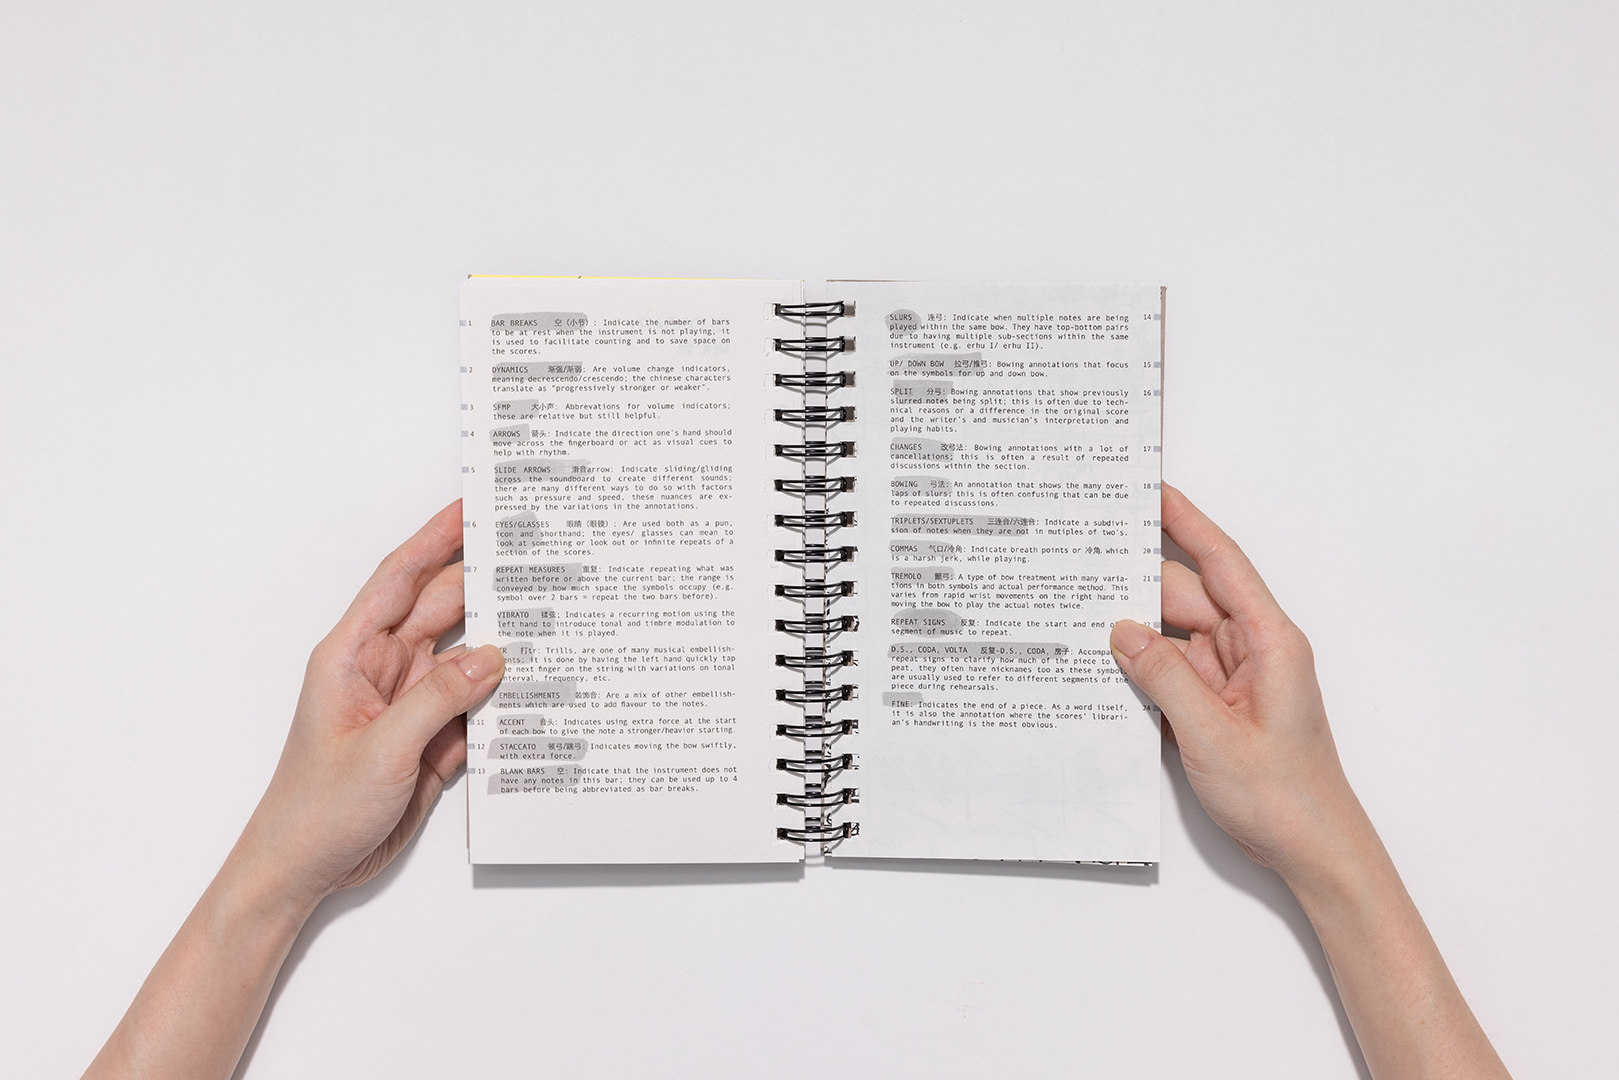 1 BAR BREAKS 空 (小节) : Indicate the number of bars
to be at rest when the instrument is not playing, it
is used to facilitate counting and to save space on
the scores.
2 DYNAMICS 渐强/渐弱: Are volume change indicators,
meaning decrescendo/crescendo; the chinese characters
translate as "progressively stronger or weaker".
3 SFMP 大小声: Abbrevations for volume indicators;
these are relative but still helpful.
4 ARROWS 箭头: Indicate the direction one's hand should
move across the fingerboard or act as visual cues to
help with rhythm.
5 SLIDE ARROWS 滑音arrow: Indicate sliding/gliding
across the soundboard to create different sounds;
there are many different ways to do so with factors
such as pressure and speed, these nuances are ex-
pressed by the variations in the annotations.
6 EYES/GLASSES 眼睛 (眼镜) : Are used both as a pun,
icon and shorthand; the eyes/ glasses can mean to
look at something or look out or infinite repeats of a
section of the scores.
7 REPEAT MEASURES 重复: Indicate repeating what was
written before or above the current bar; the range is
conveyed by how much space the symbols occupy (e.g.
symbol over 2 bars = repeat the two bars before).
8 VIBRATO 揉弦: Indicates a recurring motion using the
left hand to introduce tonal and timbre modulation to
the note when it is played.
TR 打tr: Trills, are one of many musical embellish-
ments; it is done by having the left hand quickly tap
the next finger on the string with variations on tonal
interval, frequency, etc.
EMBELLISHMENTS 装饰音: Are a mix of other embellish-
ments which are used to add flavour to the notes.
11 ACCENT 音头: Indicates using extra force at the start
of each bow to give the note a stronger/heavier starting.
12 STACCATO 顿弓/跳弓: Indicates moving the bow swiftly,
with extra force.
13 BLANK BARS 空: Indicate that the instrument does not
have any notes in this bar; they can be used up to 4
bars before being abbreviated as bar breaks.
SLURS 连弓: Indicate when multiple notes are being 14
played within the same bow. They have top-bottom pairs
due to having multiple sub-sections within the same
instrument (e.g. erhu I/ erhu II).
UP/ DOWN BOW 拉弓/推弓: Bowing annotations that focus 15
on the symbols for up and down bow.
SPLIT 分弓: Bowing annotations that show previously 16
slurred notes being split; this is often due to tech-
nical reasons or a difference in the original score
and the writer's and musician's interpretation and
playing habits.
CHANGES 改弓法: Bowing annotations with a lot of 17
cancellations; this is often a result of repeated
discussions within the section.
BOWING 弓法: An annotation that shows the many over- 18
laps of slurs; this is often confusing that can be due
to repeated discussions.
TRIPLETS/SEXTUPLETS 三连音/六连音: Indicate a subdivi- 19
sion of notes when they are not in mutiples of two's.
COMMAS 气口/冷角: Indicate breath points or 冷角, which 20
is a harsh jerk, while playing.
TREMOLO 颤弓: A type of bow treatment with many varia- 21
tions in both symbols and actual performance method. This
varies from rapid wrist movements on the right hand to
moving the bow to play the actual notes twice.
REPEAT SIGNS 反复: Indicate the start and end of 22
segment of music to repeat.
D.S., CODA, VOLTA 反复-D.S., CODA, 房子: Accompan
repeat signs to clarify how much of the piece to
peat, they often have nicknames too as these symbol
are usually used to refer to different segments of the
piece during rehearsals.
FINE: Indicates the end of a piece. As a word itself, 24
it is also the annotation where the scores' librari-
an's handwriting is the most obvious.